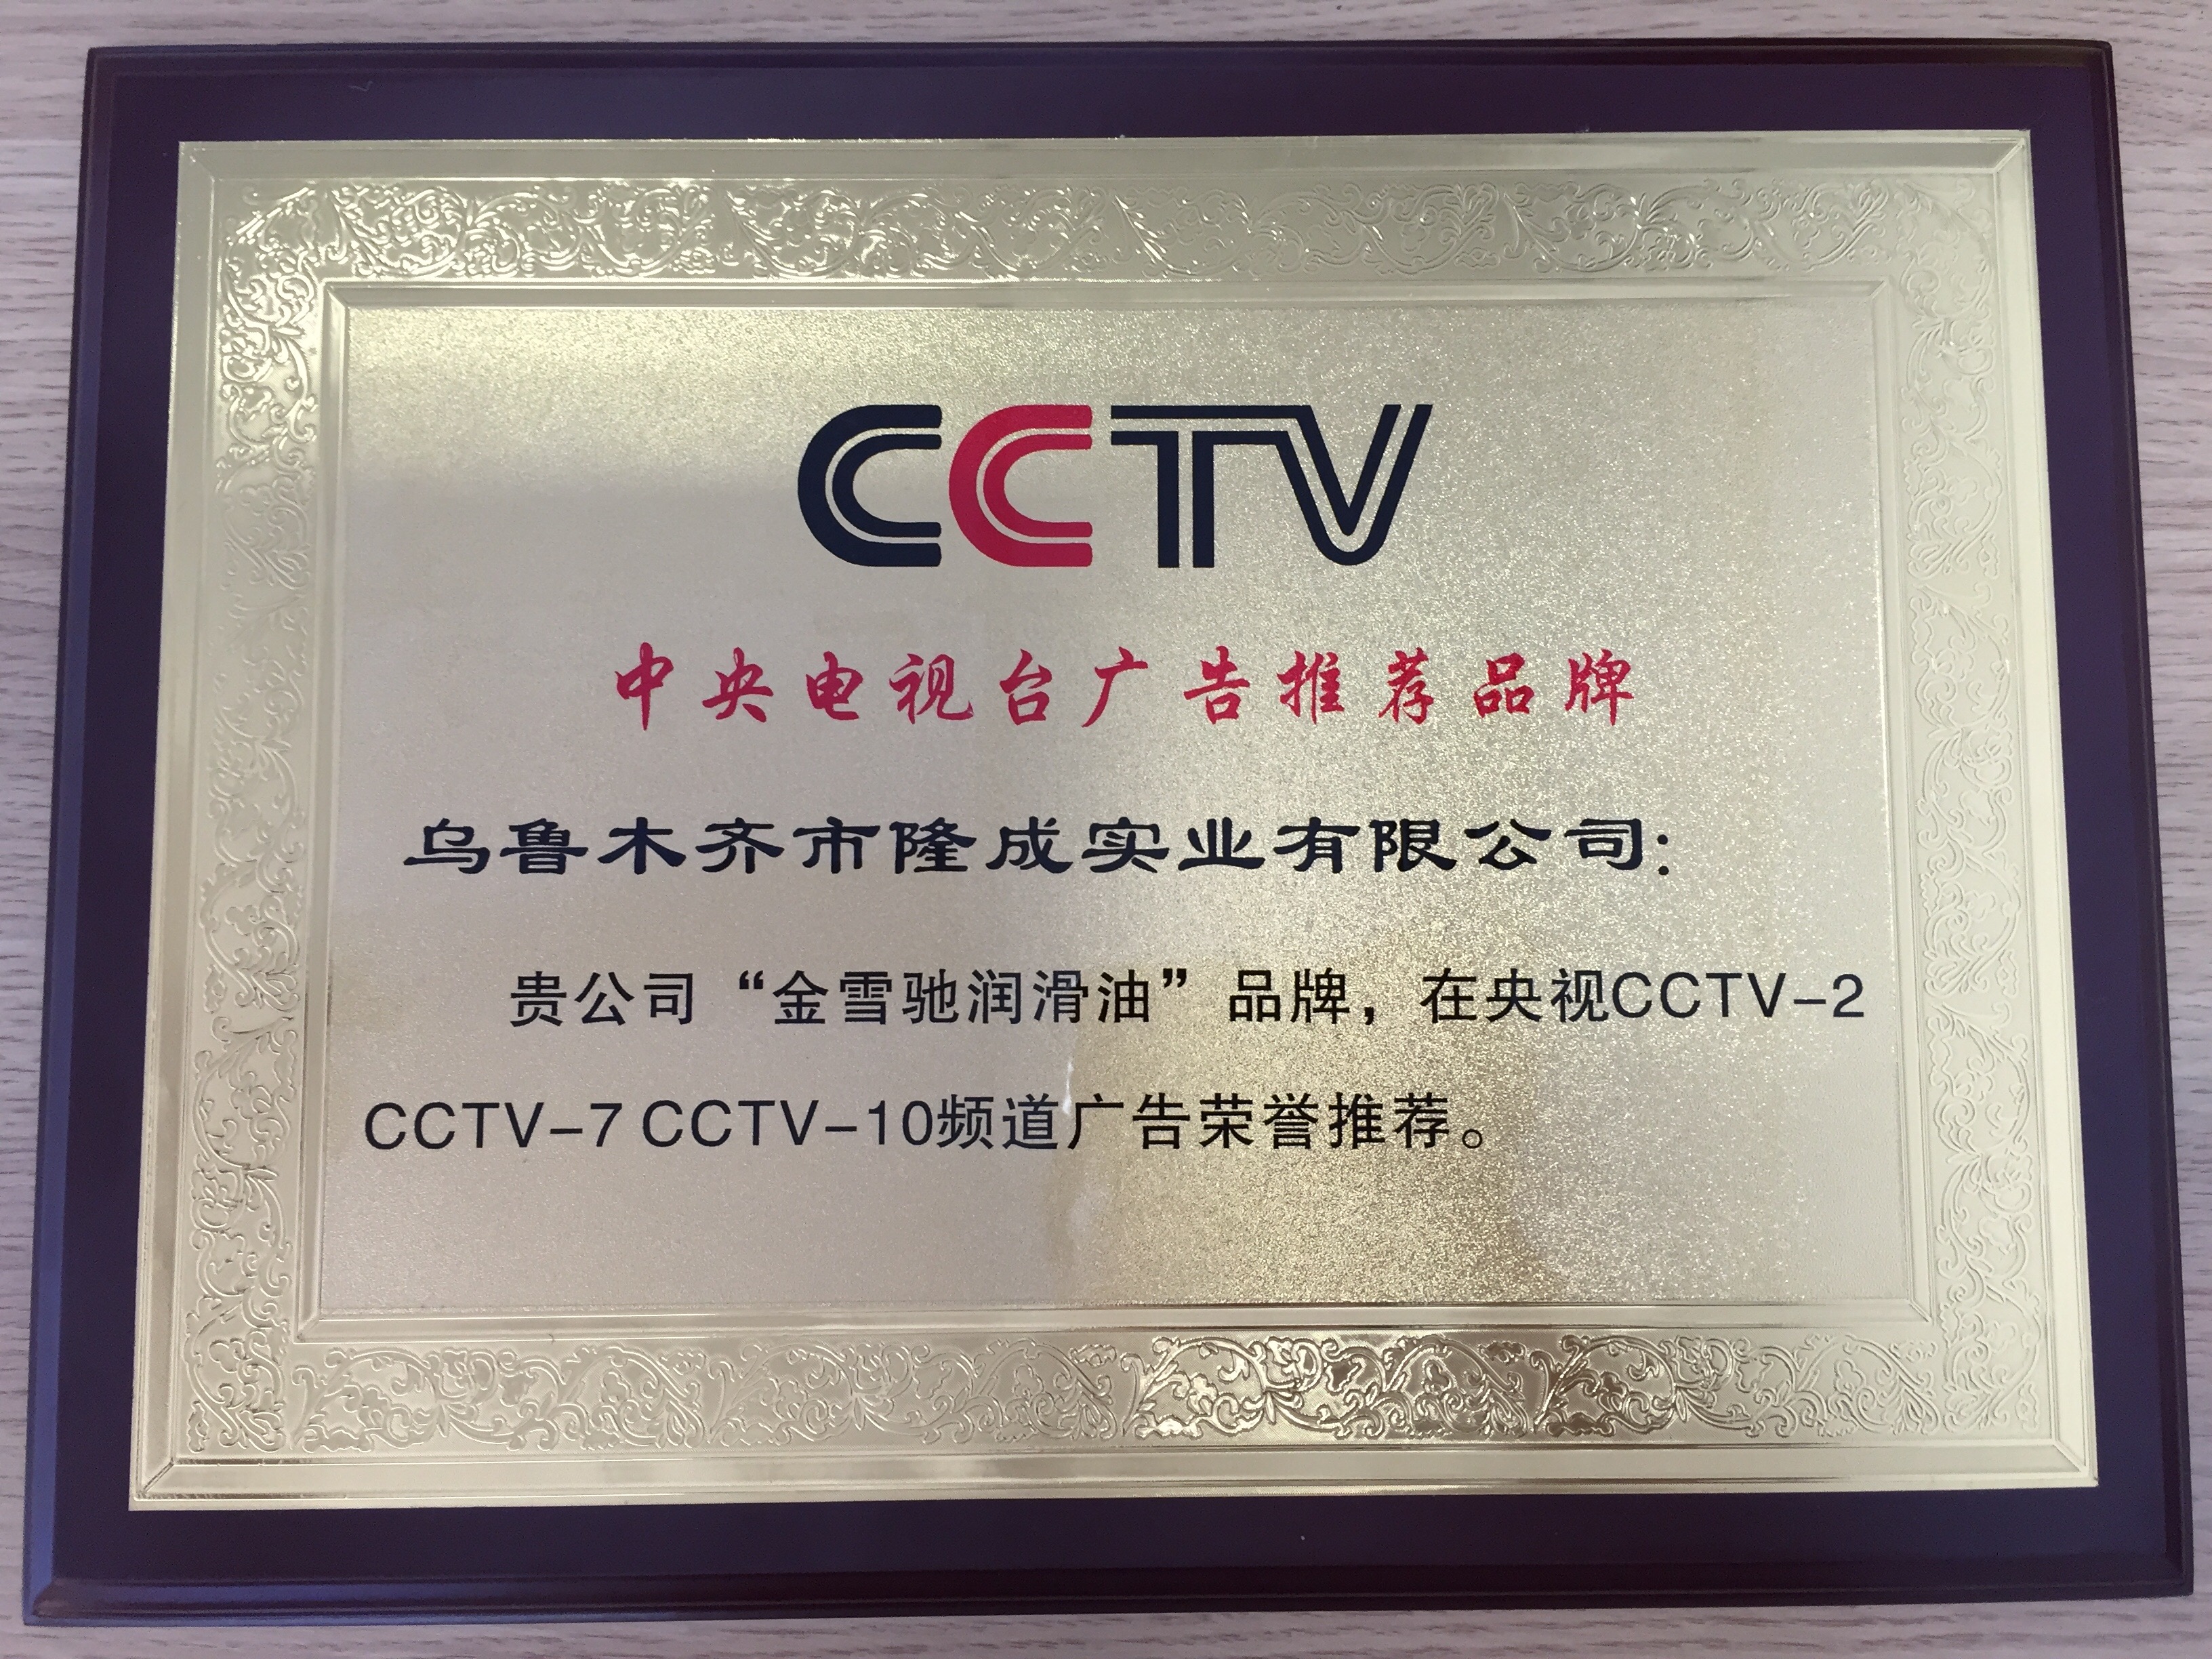 CCTV
中央电视台广告推荐品牌
乌鲁木齐市隆成实业有限公司:
贵公司“金雪驰润滑油”品牌，在央视CCTV-2
CCTV-7 CCTV-10频道广告荣誉推荐。